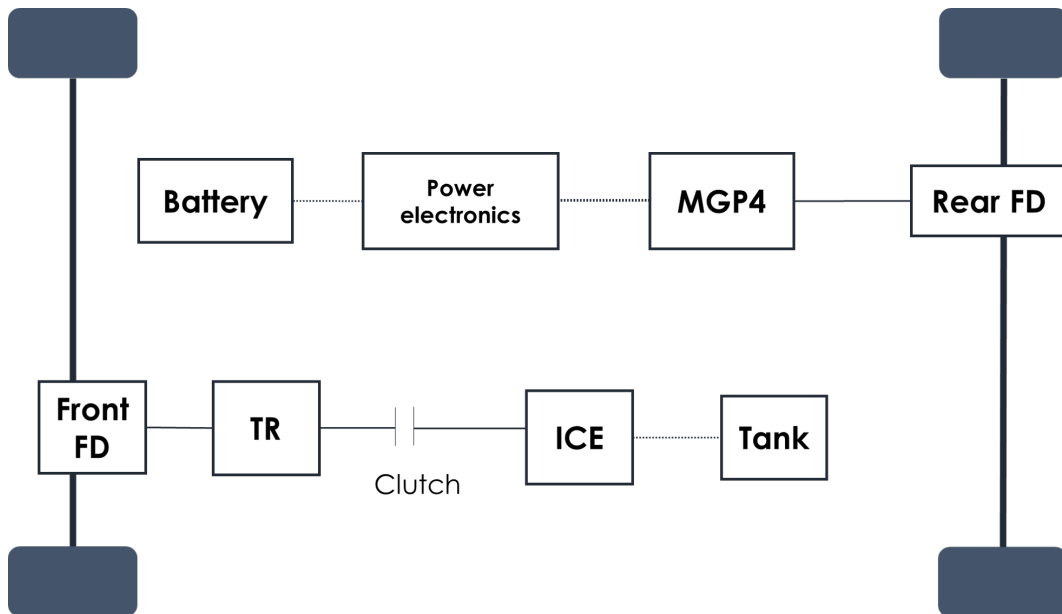 Battery
Power
electronics
MGP4
Rear FD
Front
FD
TR
Clutch
ICE
Tank